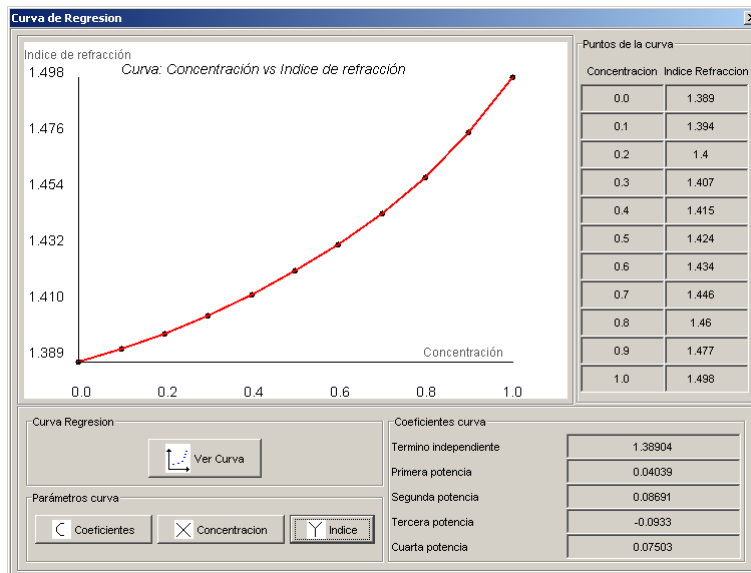 Curva de Regresion
Indice de refracción
Curva: Concentración vs Indice de refracción
1.498
1.476
1.454
1.432
1.410
1.389
Concentración
0.0 0.2 0.4 0.6 0.8 1.0
Puntos de la curva
Concentracion Indice Refraccion
0.0 1.389
0.1 1.394
0.2 1.4
0.3 1.407
0.4 1.415
0.5 1.424
0.6 1.434
0.7 1.446
0.8 1.46
0.9 1.477
1.0 1.498
Curva Regresion
Ver Curva
Parámetros curva
Coeficientes
Concentracion
Indice
Coeficientes curva
Termino independiente 1.38904
Primera potencia 0.04039
Segunda potencia 0.08691
Tercera potencia -0.0933
Cuarta potencia 0.07503